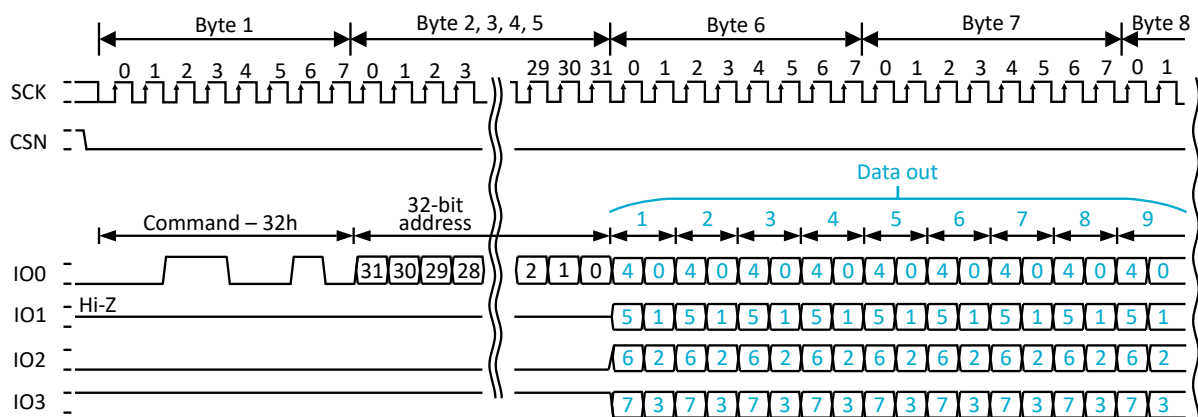 Byte 1 Byte 2, 3, 4, 5 Byte 6 Byte 7 Byte 8
0 1 2 3 4 5 6 7 0 1 2 3 29 30 31 0 1 2 3 4 5 6 7 0 1 2 3 4 5 6 7 0 1
SCK
CSN
Data out
32-bit
Command – 32h address 1 2 3 4 5 6 7 8 9
IO0 31 30 29 28 2 1 0 4 0 4 0 4 0 4 0 4 0 4 0 4 0 4 0 4 0
Hi-Z
IO1 5 1 5 1 5 1 5 1 5 1 5 1 5 1 5 1 5 1
IO2 6 2 6 2 6 2 6 2 6 2 6 2 6 2 6 2 6 2
IO3 7 3 7 3 7 3 7 3 7 3 7 3 7 3 7 3 7 3